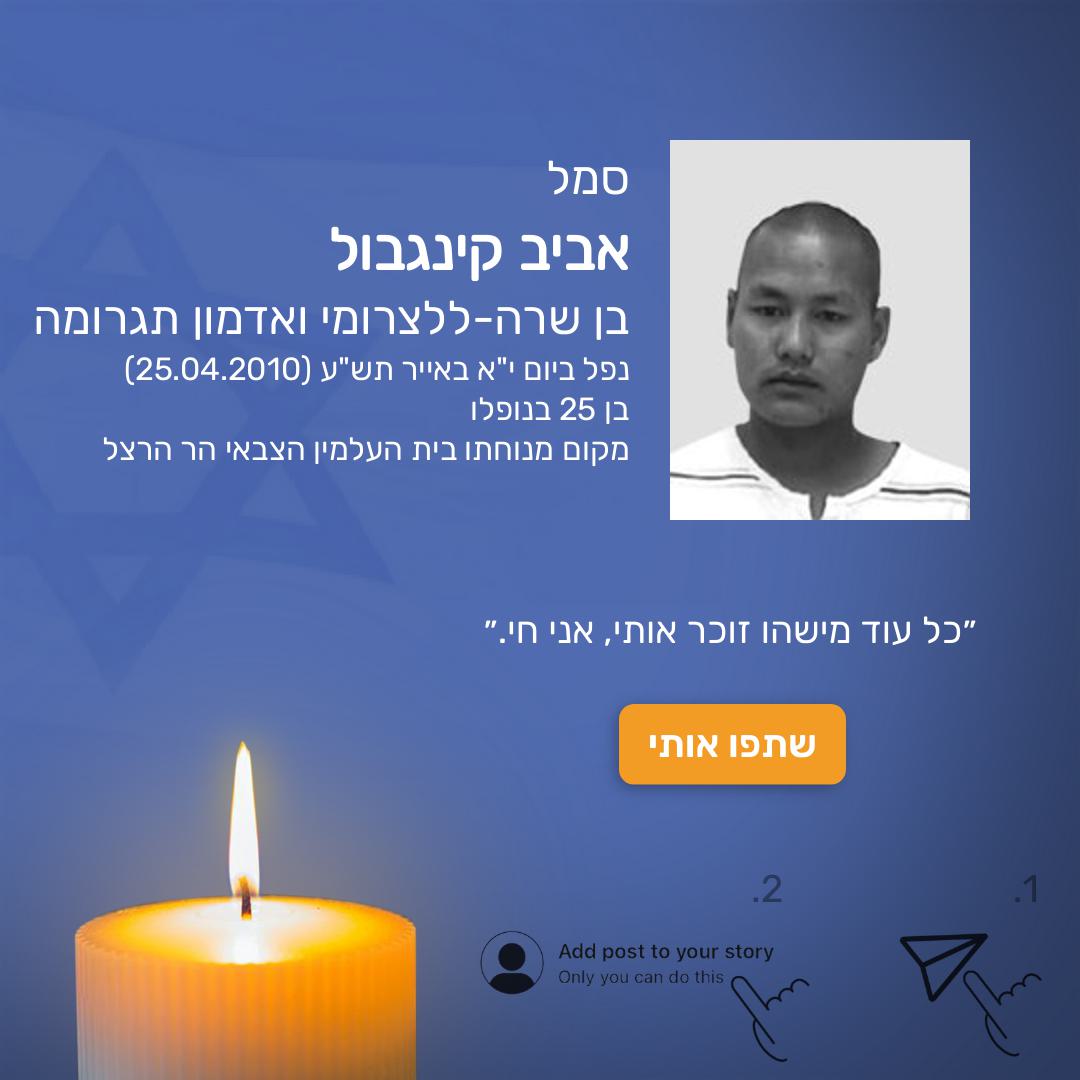 סמל
אביב קינגבול
בן שרה-ללצרומי ואדמון תגרומה
נפל ביום י"א באייר תש"ע (25.04.2010)
בן 25 בנופלו
מקום מנוחתו בית העלמין הצבאי הר הרצל
״כל עוד מישהו זוכר אותי, אני חי.״
שתפו אותי
.1
.2
Add post to your story
Only you can do this